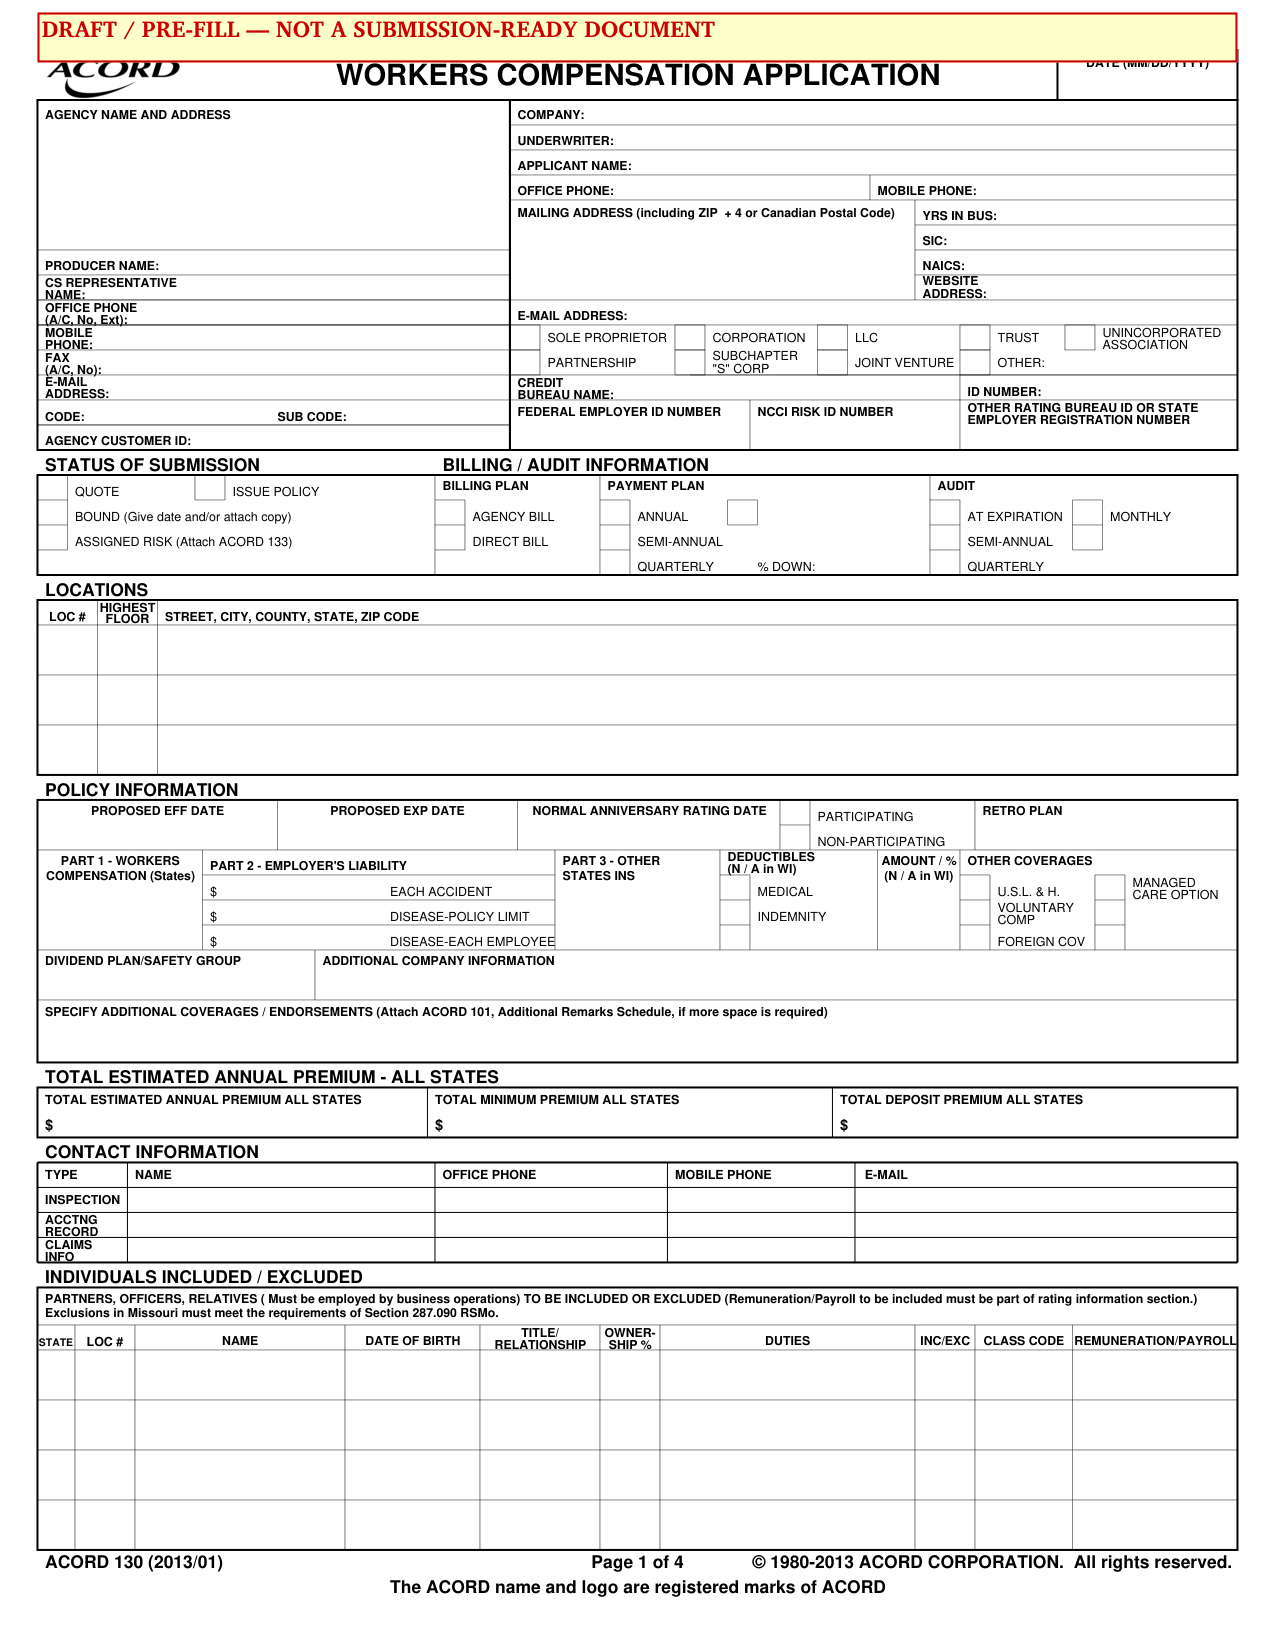 DRAFT / PRE-FILL — NOT A SUBMISSION-READY DOCUMENT
ACORD
WORKERS COMPENSATION APPLICATION
DATE (MM/DD/YYYY)
AGENCY NAME AND ADDRESS
COMPANY:
UNDERWRITER:
APPLICANT NAME:
OFFICE PHONE:
MOBILE PHONE:
MAILING ADDRESS (including ZIP + 4 or Canadian Postal Code)
YRS IN BUS:
SIC:
PRODUCER NAME:
NAICS:
CS REPRESENTATIVE
NAME:
WEBSITE
ADDRESS:
OFFICE PHONE
(A/C, No, Ext):
E-MAIL ADDRESS:
MOBILE
PHONE:
SOLE PROPRIETOR
CORPORATION
LLC
TRUST
UNINCORPORATED
ASSOCIATION
FAX
(A/C, No):
PARTNERSHIP
SUBCHAPTER
"S" CORP
JOINT VENTURE
OTHER:
E-MAIL
ADDRESS:
CREDIT
BUREAU NAME:
ID NUMBER:
CODE:
SUB CODE:
FEDERAL EMPLOYER ID NUMBER
NCCI RISK ID NUMBER
OTHER RATING BUREAU ID OR STATE
EMPLOYER REGISTRATION NUMBER
AGENCY CUSTOMER ID:
STATUS OF SUBMISSION
BILLING / AUDIT INFORMATION
QUOTE
ISSUE POLICY
BILLING PLAN
PAYMENT PLAN
AUDIT
BOUND (Give date and/or attach copy)
AGENCY BILL
ANNUAL
AT EXPIRATION
MONTHLY
ASSIGNED RISK (Attach ACORD 133)
DIRECT BILL
SEMI-ANNUAL
SEMI-ANNUAL
QUARTERLY
% DOWN:
QUARTERLY
LOCATIONS
LOC #
HIGHEST
FLOOR
STREET, CITY, COUNTY, STATE, ZIP CODE
POLICY INFORMATION
PROPOSED EFF DATE
PROPOSED EXP DATE
NORMAL ANNIVERSARY RATING DATE
PARTICIPATING
NON-PARTICIPATING
RETRO PLAN
PART 1 - WORKERS
COMPENSATION (States)
PART 2 - EMPLOYER'S LIABILITY
PART 3 - OTHER
STATES INS
DEDUCTIBLES
(N / A in WI)
AMOUNT / %
(N / A in WI)
OTHER COVERAGES
$ EACH ACCIDENT
MEDICAL
U.S.L. & H.
MANAGED
CARE OPTION
$ DISEASE-POLICY LIMIT
INDEMNITY
VOLUNTARY
COMP
$ DISEASE-EACH EMPLOYEE
FOREIGN COV
DIVIDEND PLAN/SAFETY GROUP
ADDITIONAL COMPANY INFORMATION
SPECIFY ADDITIONAL COVERAGES / ENDORSEMENTS (Attach ACORD 101, Additional Remarks Schedule, if more space is required)
TOTAL ESTIMATED ANNUAL PREMIUM - ALL STATES
TOTAL ESTIMATED ANNUAL PREMIUM ALL STATES
TOTAL MINIMUM PREMIUM ALL STATES
TOTAL DEPOSIT PREMIUM ALL STATES
$
$
$
CONTACT INFORMATION
TYPE
NAME
OFFICE PHONE
MOBILE PHONE
E-MAIL
INSPECTION
ACCTNG
RECORD
CLAIMS
INFO
INDIVIDUALS INCLUDED / EXCLUDED
PARTNERS, OFFICERS, RELATIVES ( Must be employed by business operations) TO BE INCLUDED OR EXCLUDED (Remuneration/Payroll to be included must be part of rating information section.)
Exclusions in Missouri must meet the requirements of Section 287.090 RSMo.
STATE
LOC #
NAME
DATE OF BIRTH
TITLE/
RELATIONSHIP
OWNER-
SHIP %
DUTIES
INC/EXC
CLASS CODE
REMUNERATION/PAYROLL
ACORD 130 (2013/01)
Page 1 of 4
© 1980-2013 ACORD CORPORATION. All rights reserved.
The ACORD name and logo are registered marks of ACORD